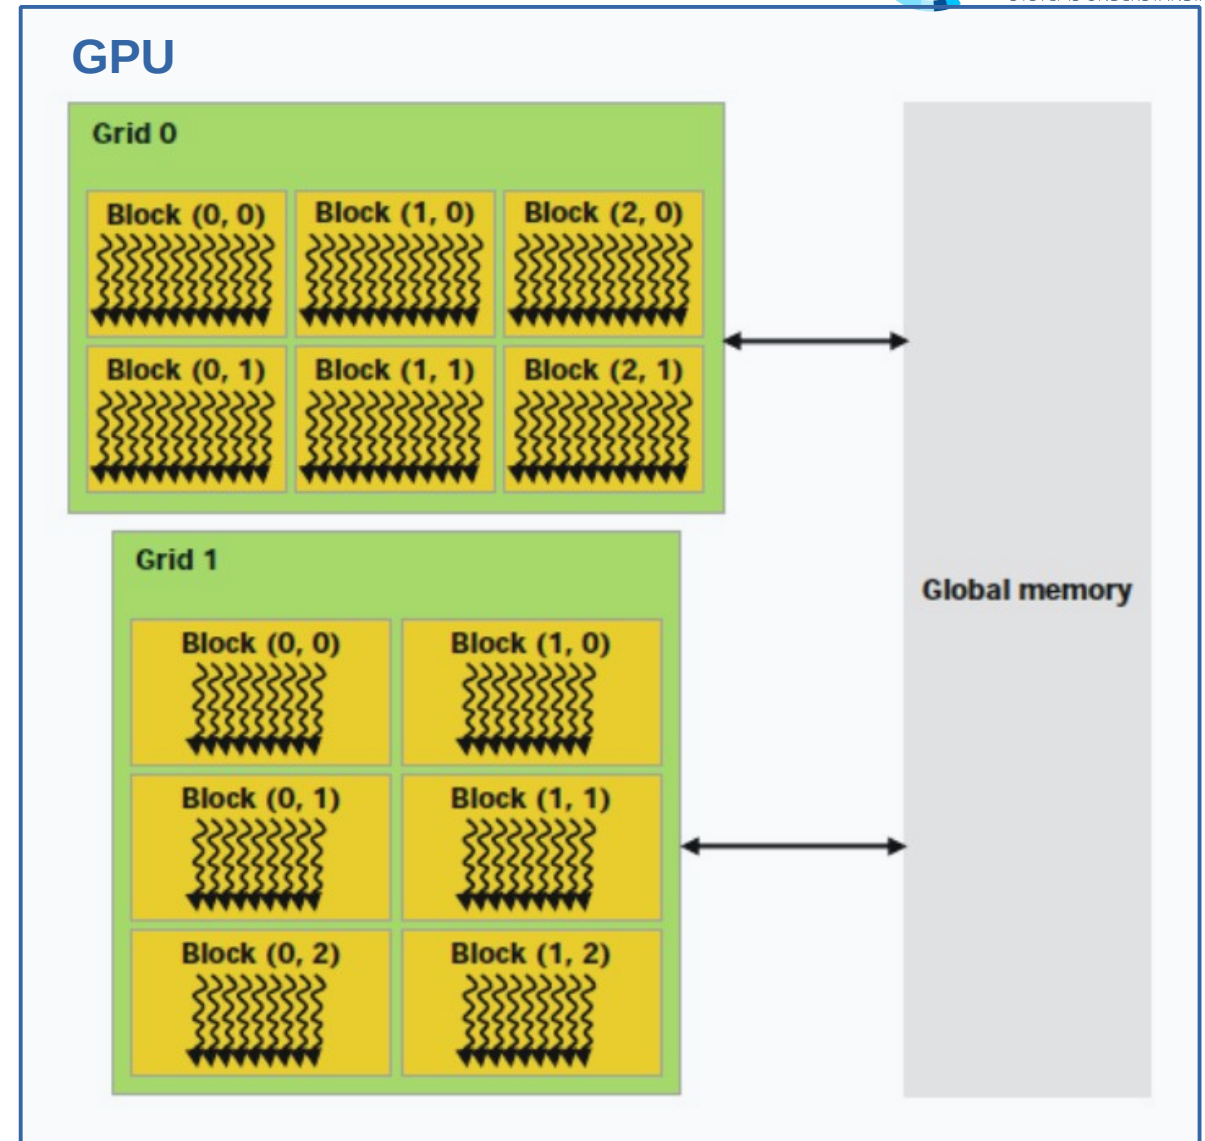 GPU
Grid 0
Block (0, 0)
Block (1, 0)
Block (2, 0)
Block (0, 1)
Block (1, 1)
Block (2, 1)
Grid 1
Block (0, 0)
Block (1, 0)
Block (0, 1)
Block (1, 1)
Block (0, 2)
Block (1, 2)
Global memory